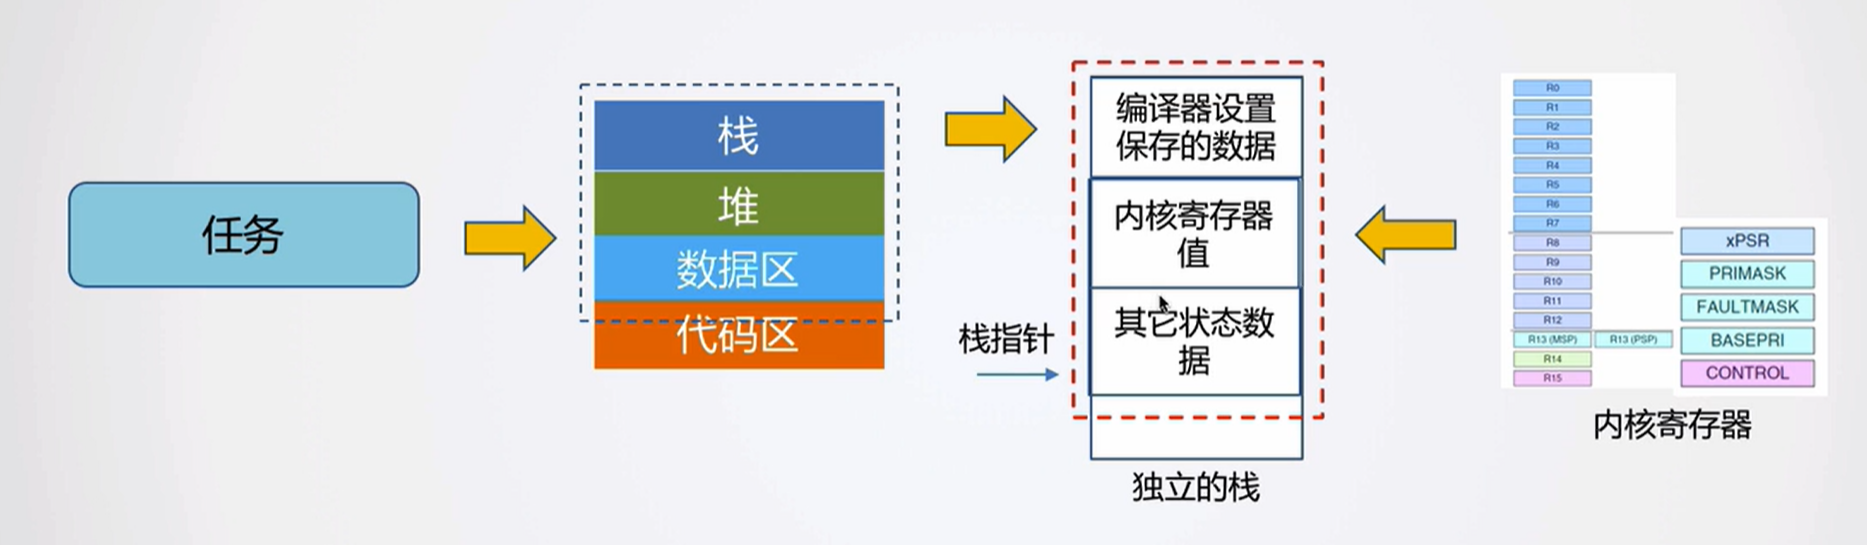 任务
栈
堆
数据区
代码区
编译器设置
保存的数据
内核寄存器
值
其它状态数
据
栈指针
独立的栈
R0
R1
R2
R3
R4
R5
R6
R7
R8
R9
R10
R11
R12
R13 (MSP) R13 (PSP)
R14
R15
xPSR
PRIMASK
FAULTMASK
BASEPRI
CONTROL
内核寄存器